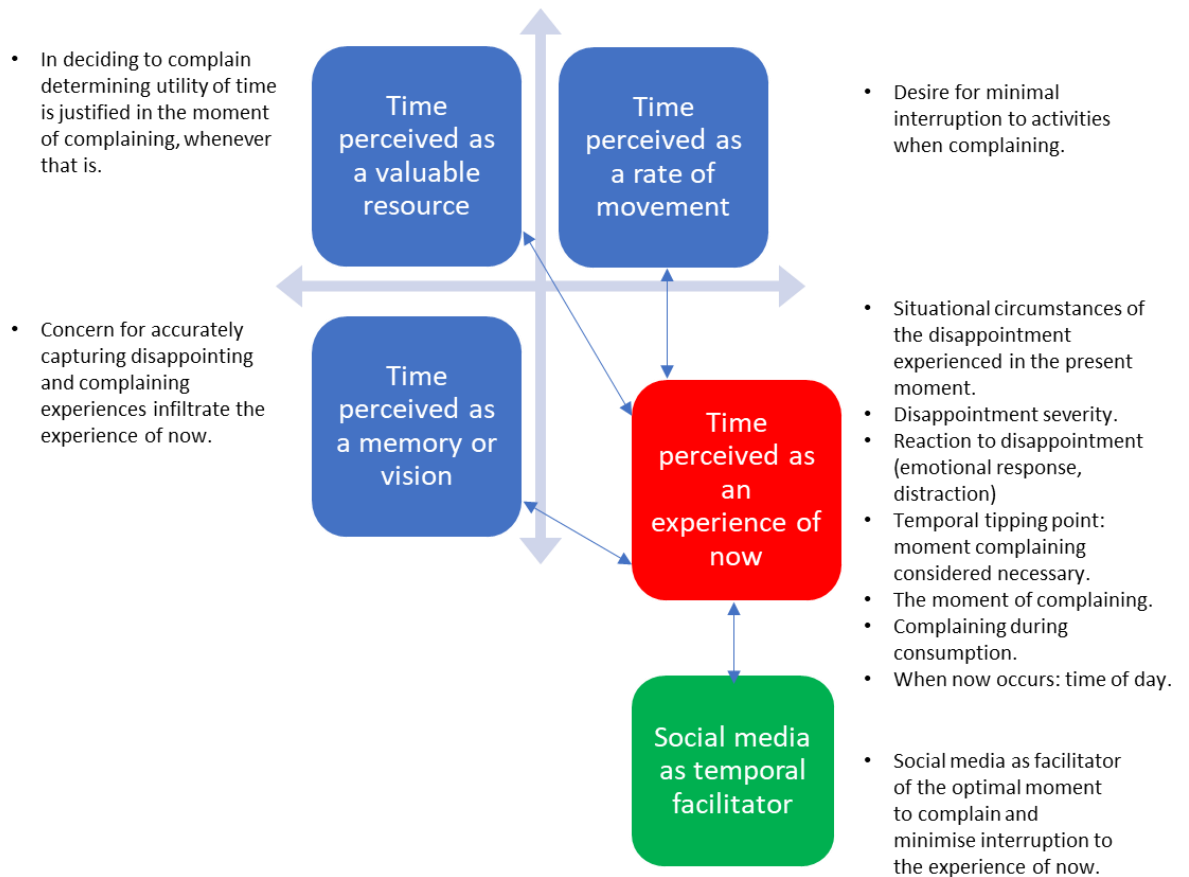 • In deciding to complain
determining utility of time
is justified in the moment
of complaining, whenever
that is.
Time
perceived as
a valuable
resource
Time
perceived as
a rate of
movement
• Desire for minimal
interruption to activities
when complaining.
• Concern for accurately
capturing disappointing
and complaining
experiences infiltrate the
experience of now.
Time
perceived as
a memory or
vision
Time
perceived as
an
experience of
now
• Situational circumstances of
the disappointment
experienced in the present
moment.
• Disappointment severity.
• Reaction to disappointment
(emotional response,
distraction)
• Temporal tipping point:
moment complaining
considered necessary.
• The moment of complaining.
• Complaining during
consumption.
• When now occurs: time of day.
Social media
as temporal
facilitator
• Social media as facilitator
of the optimal moment
to complain and
minimise interruption to
the experience of now.